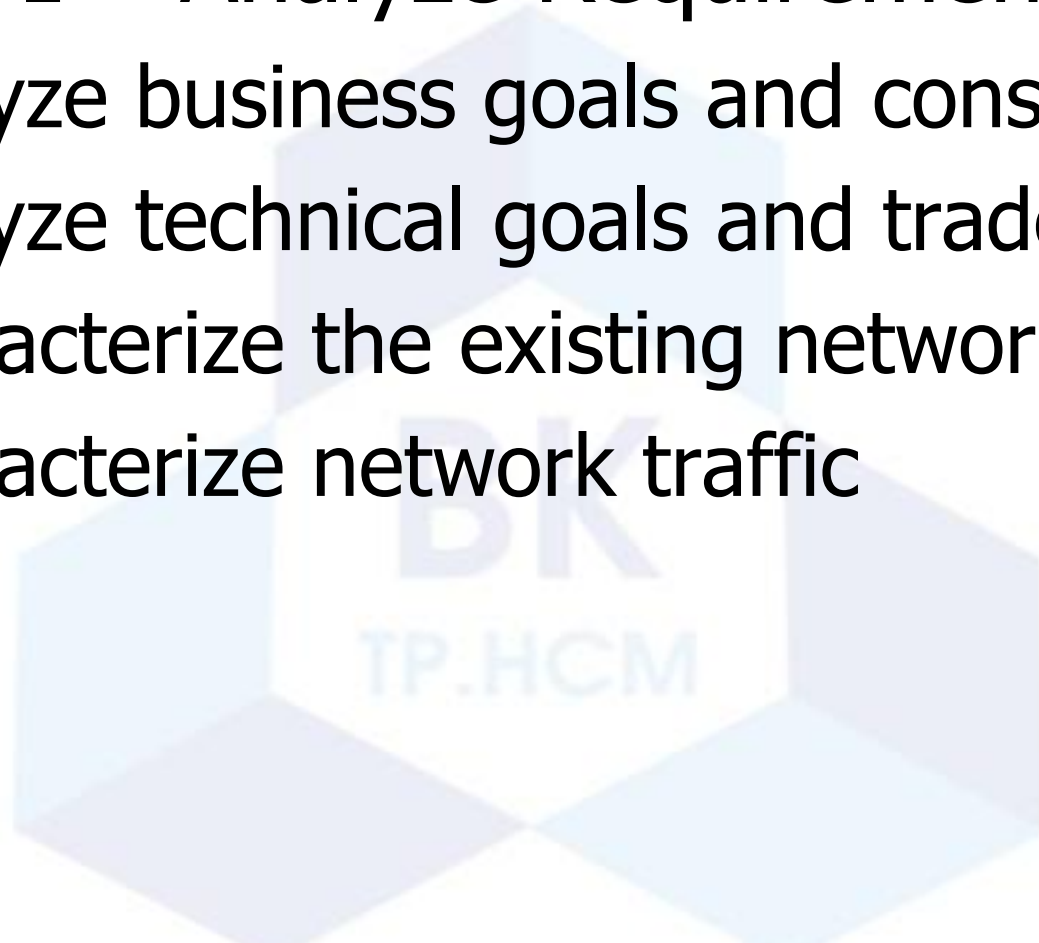 Analyze
yze business goals and cons
yze technical goals and trad
acterize the existing networ
acterize network traffic
BK
TP.HCM